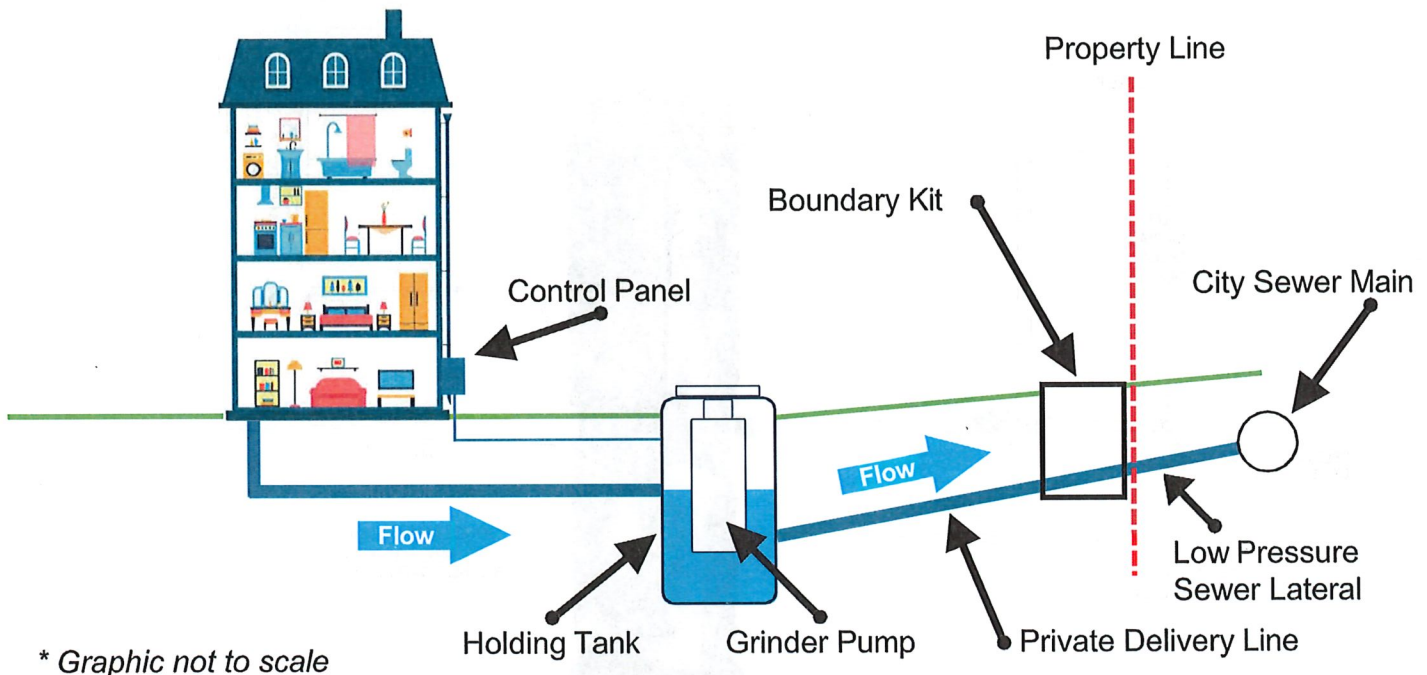 Property Line
Boundary Kit
City Sewer Main
Control Panel
Flow
Flow
Low Pressure
Sewer Lateral
Holding Tank
Grinder Pump
Private Delivery Line
* Graphic not to scale